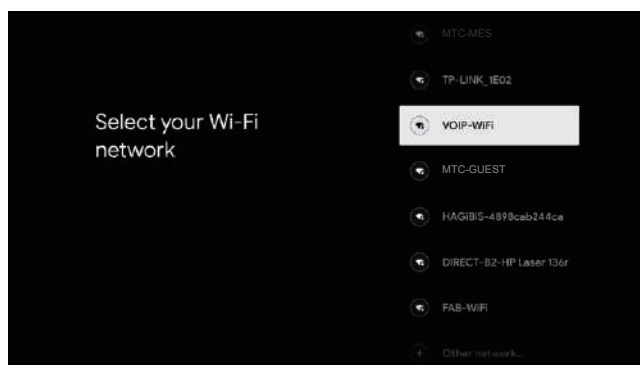 Select your Wi-Fi
network
MTC-MES
TP-LINK_1E02
VOIP-WiFi
MTC-GUEST
HAGiBiS-4898cab244ca
DIRECT-B2-HP Laser 136r
FAB-WiFi
Other network...